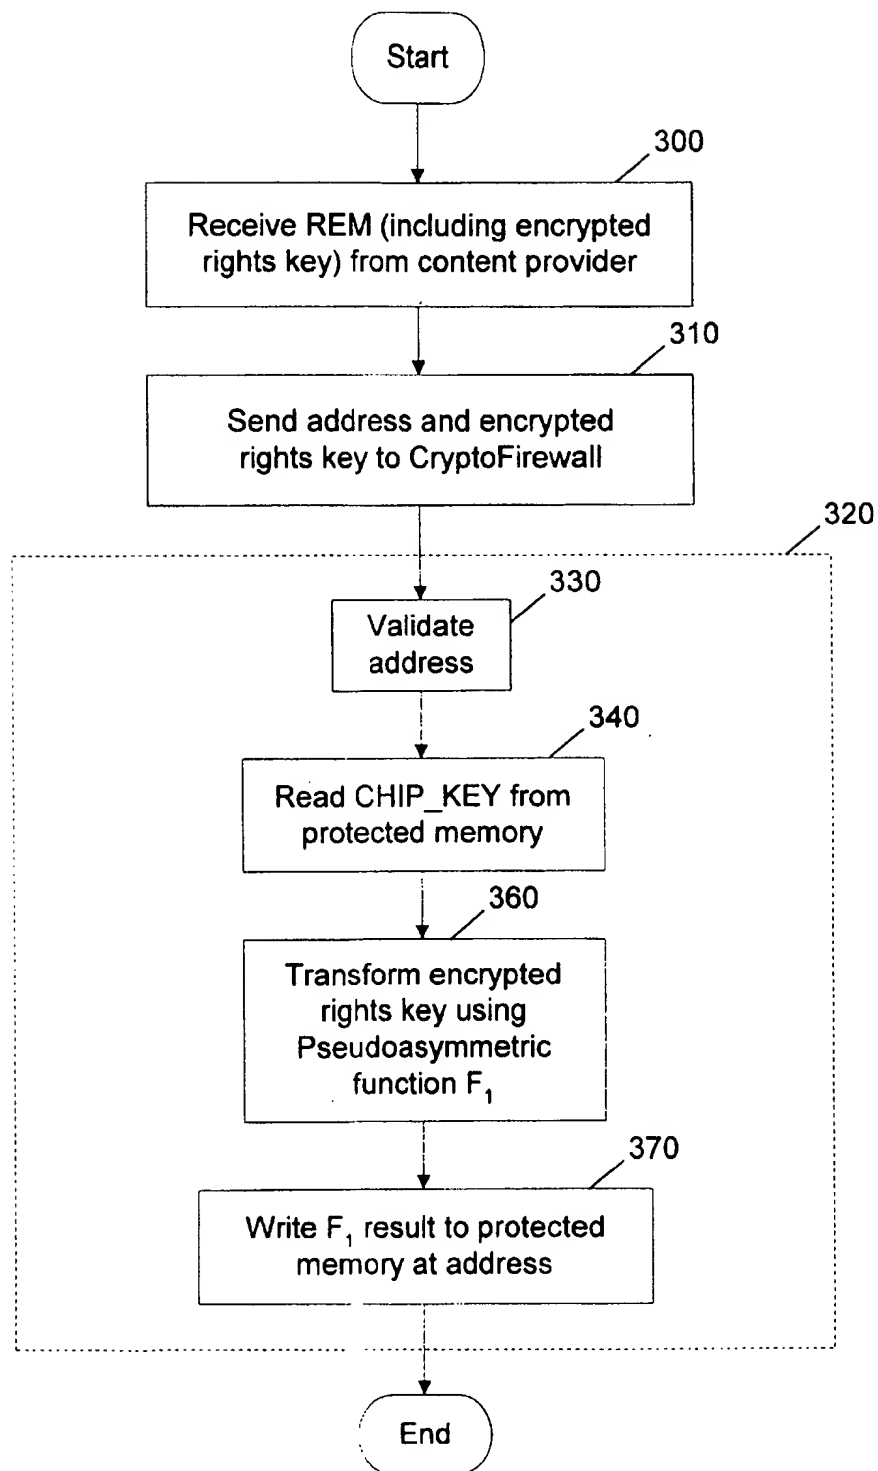 Start
300
Receive REM (including encrypted
rights key) from content provider
310
Send address and encrypted
rights key to CryptoFirewall
320
330
Validate
address
340
Read CHIP_KEY from
protected memory
360
Transform encrypted
rights key using
Pseudoasymmetric
function F₁
370
Write F₁ result to protected
memory at address
End